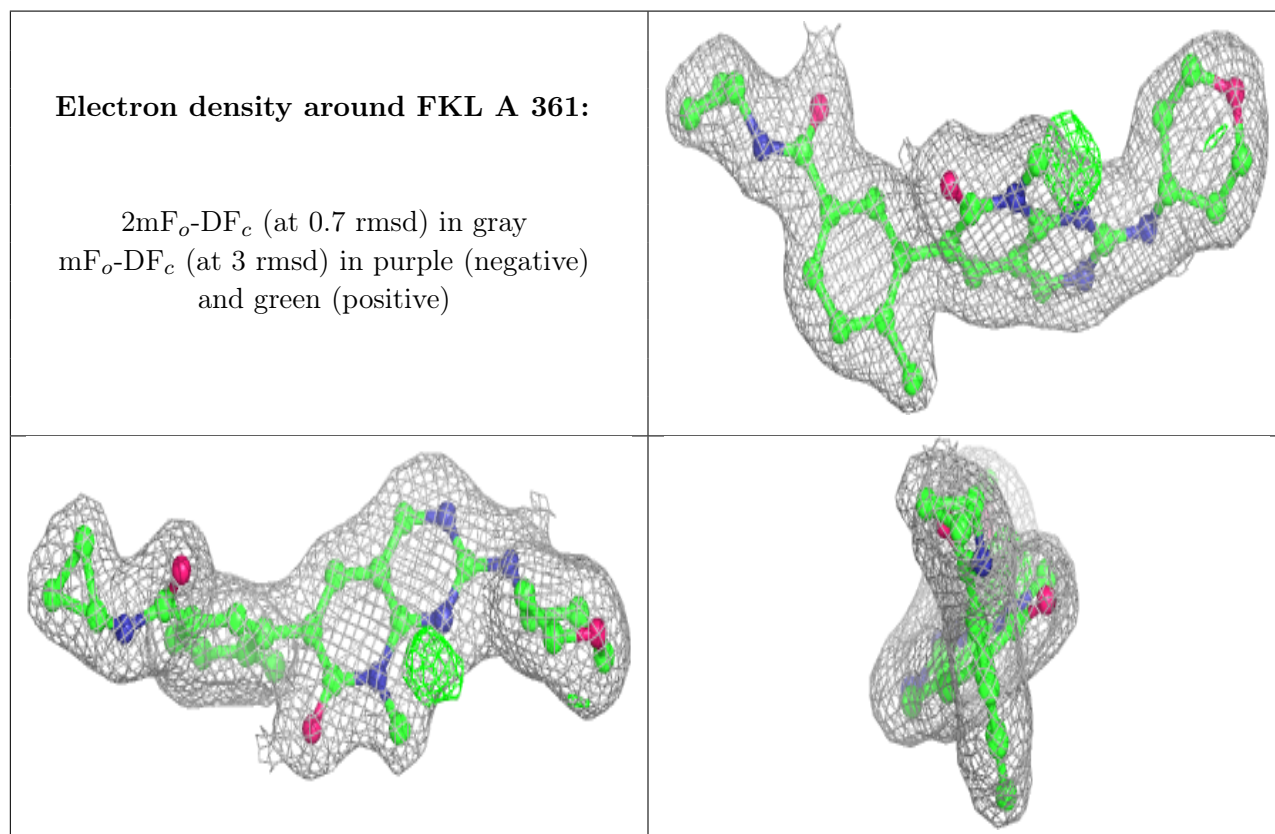 Electron density around FKL A 361:
2mFo-DFc (at 0.7 rmsd) in gray
mFo-DFc (at 3 rmsd) in purple (negative)
and green (positive)